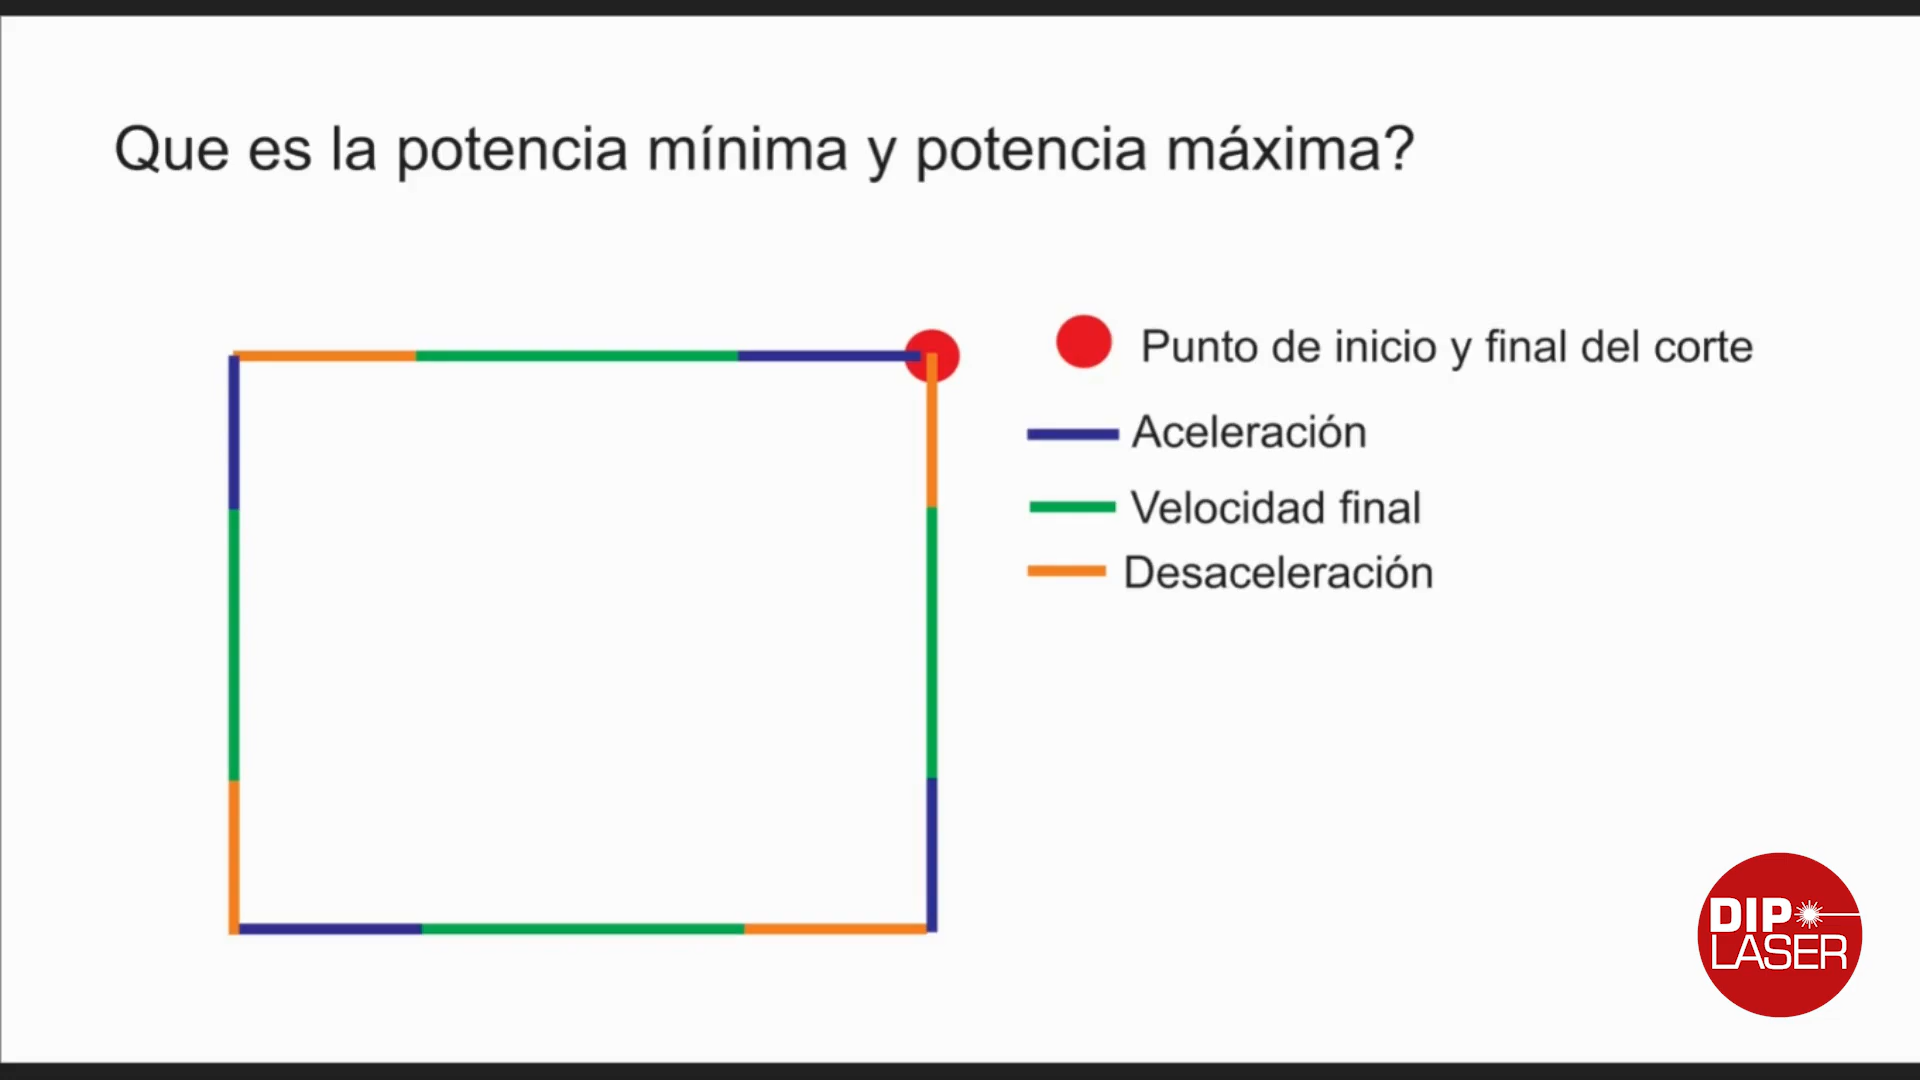 Que es la potencia mínima y potencia máxima?
Punto de inicio y final del corte
Aceleración
Velocidad final
Desaceleración
DIP
LASER